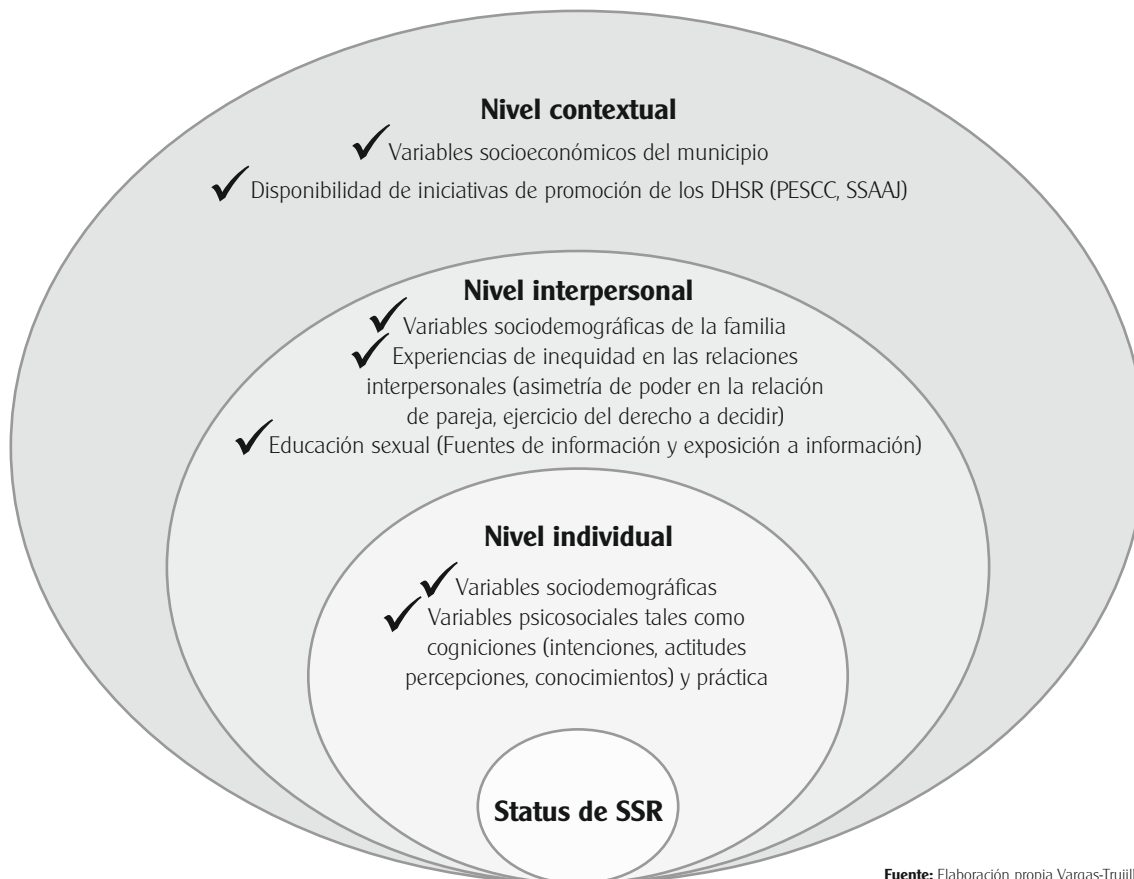 Nivel contextual
Variables socioeconómicos del municipio
Disponibilidad de iniciativas de promoción de los DHSR (PESCC, SSAAJ)
Nivel interpersonal
Variables sociodemográficas de la familia
Experiencias de inequidad en las relaciones
interpersonales (asimetría de poder en la relación
de pareja, ejercicio del derecho a decidir)
Educación sexual (Fuentes de información y exposición a información)
Nivel individual
Variables sociodemográficas
Variables psicosociales tales como
cogniciones (intenciones, actitudes
percepciones, conocimientos) y práctica
Status de SSR
Fuente: Elaboración propia